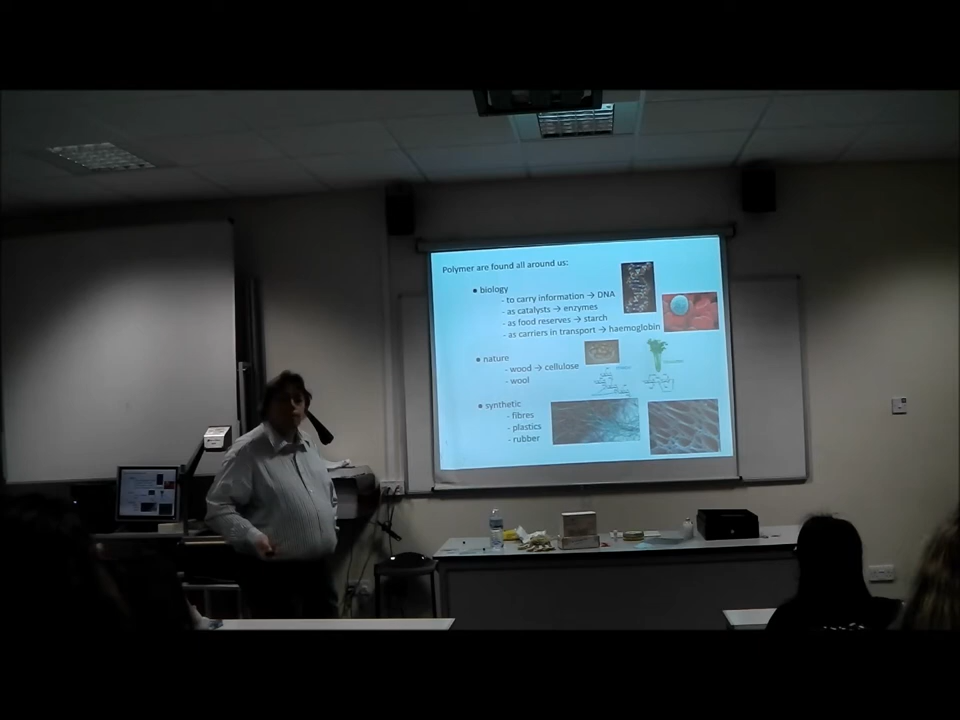 Polymer are found all around us:
• biology
- to carry information → DNA
- as catalysts → enzymes
- as food reserves → starch
- as carriers in transport → haemoglobin
• nature
- wood → cellulose
- wool
• synthetic
- fibres
- plastics
- rubber